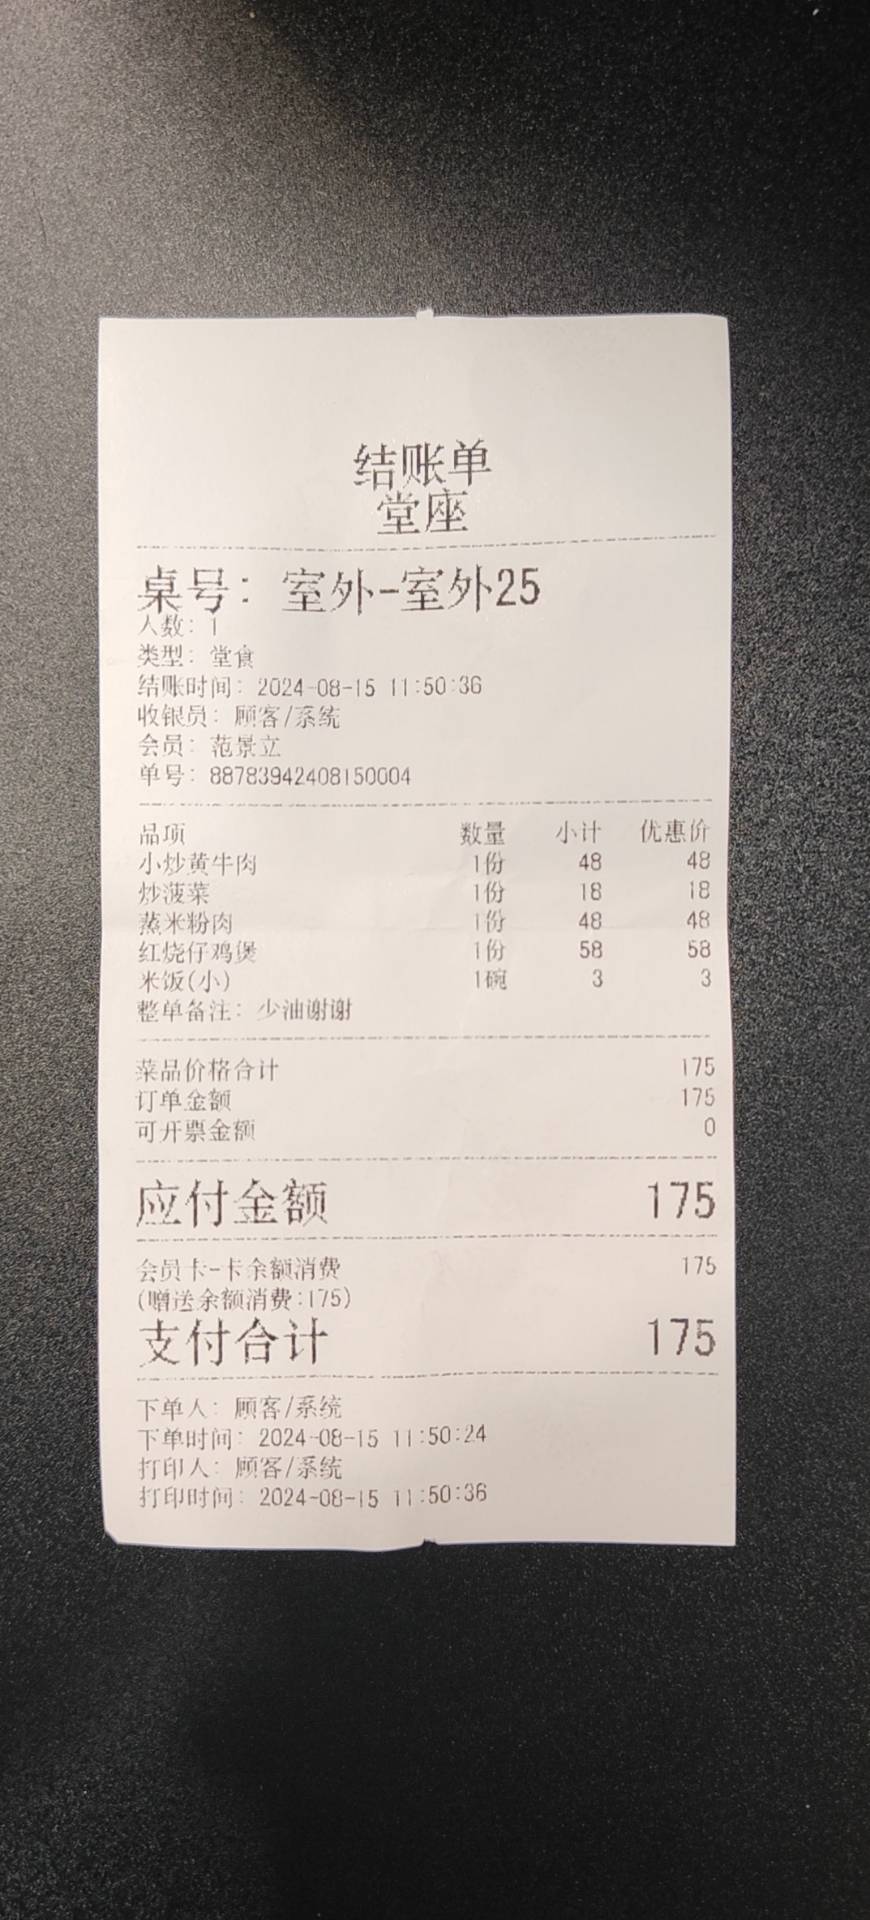 结账单
堂座
桌号: 室外-室外25
人数: 1
类型: 堂食
结账时间: 2024-08-15 11:50:36
收银员: 顾客/系统
会员: 范景立
单号: 88783942408150004
品项 数量 小计 优惠价
小炒黄牛肉 1份 48 48
炒菠菜 1份 18 18
蒸米粉肉 1份 48 48
红烧仔鸡煲 1份 58 58
米饭(小) 1碗 3 3
整单备注: 少油谢谢
菜品价格合计 175
订单金额 175
可开票金额 0
应付金额 175
会员卡-卡余额消费 175
(赠送余额消费:175)
支付合计 175
下单人: 顾客/系统
下单时间: 2024-08-15 11:50:24
打印人: 顾客/系统
打印时间: 2024-08-15 11:50:36